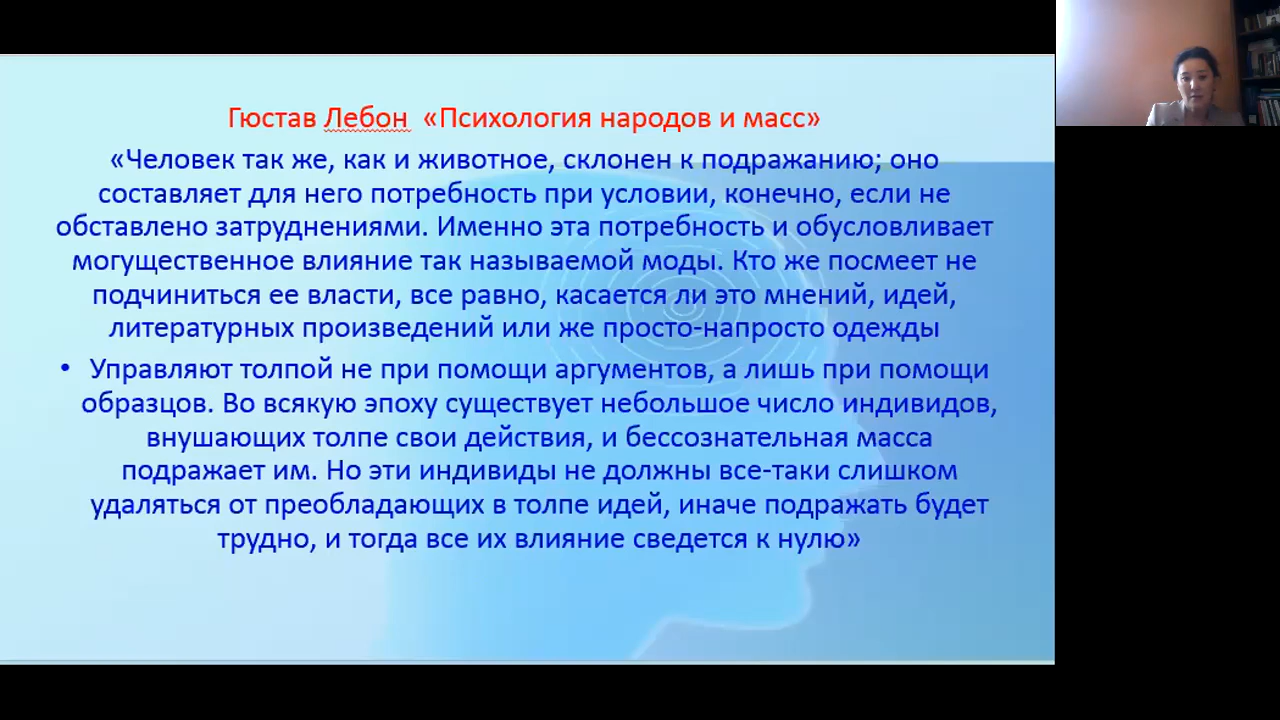 Гюстав Лебон «Психология народов и масс»
«Человек так же, как и животное, склонен к подражанию; оно
составляет для него потребность при условии, конечно, если не
обставлено затруднениями. Именно эта потребность и обусловливает
могущественное влияние так называемой моды. Кто же посмеет не
подчиниться ее власти, все равно, касается ли это мнений, идей,
литературных произведений или же просто-напросто одежды
• Управляют толпой не при помощи аргументов, а лишь при помощи
образцов. Во всякую эпоху существует небольшое число индивидов,
внушающих толпе свои действия, и бессознательная масса
подражает им. Но эти индивиды не должны все-таки слишком
удаляться от преобладающих в толпе идей, иначе подражать будет
трудно, и тогда все их влияние сведется к нулю»